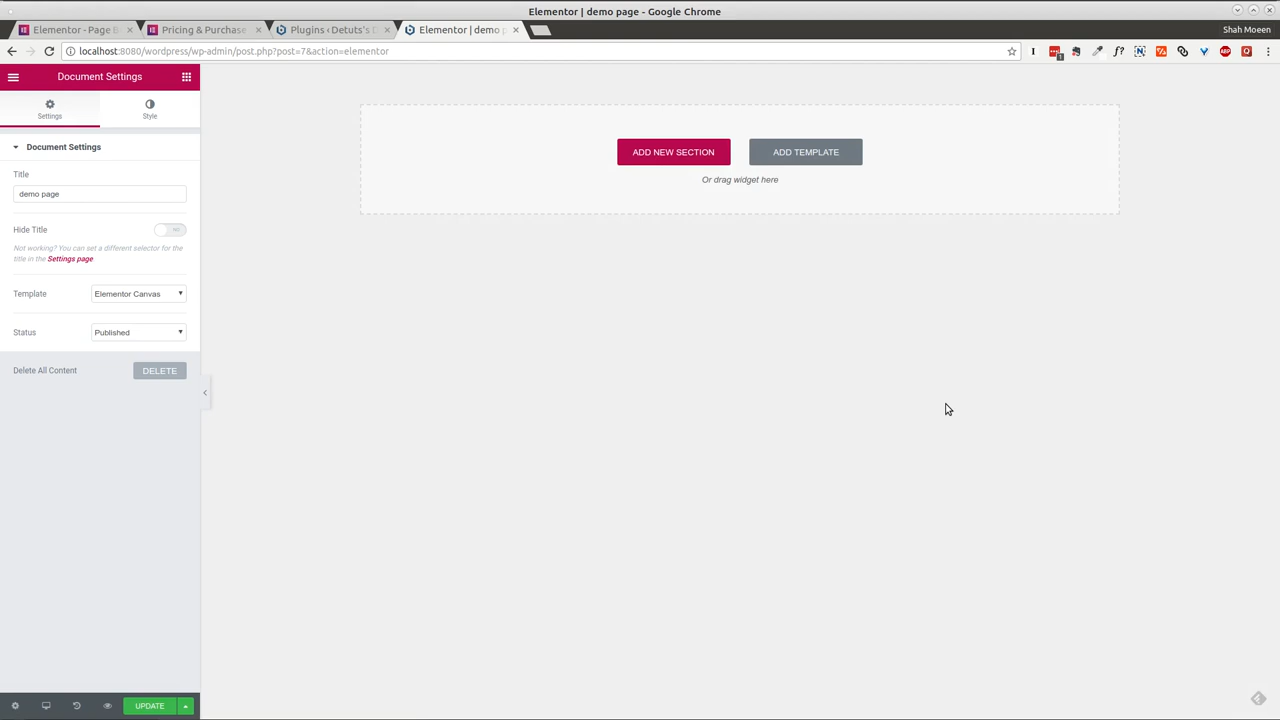 Elementor | demo page - Google Chrome
Elementor - Page B
Pricing & Purchase
Plugins ‹ Detuts's D
Elementor | demo p
Shah Moeen
localhost:8080/wordpress/wp-admin/post.php?post=7&action=elementor
Document Settings
Settings
Style
Document Settings
Title
demo page
Hide Title
NO
Not working? You can set a different selector for the
title in the Settings page
Template
Elementor Canvas
Status
Published
Delete All Content
DELETE
UPDATE
ADD NEW SECTION
ADD TEMPLATE
Or drag widget here